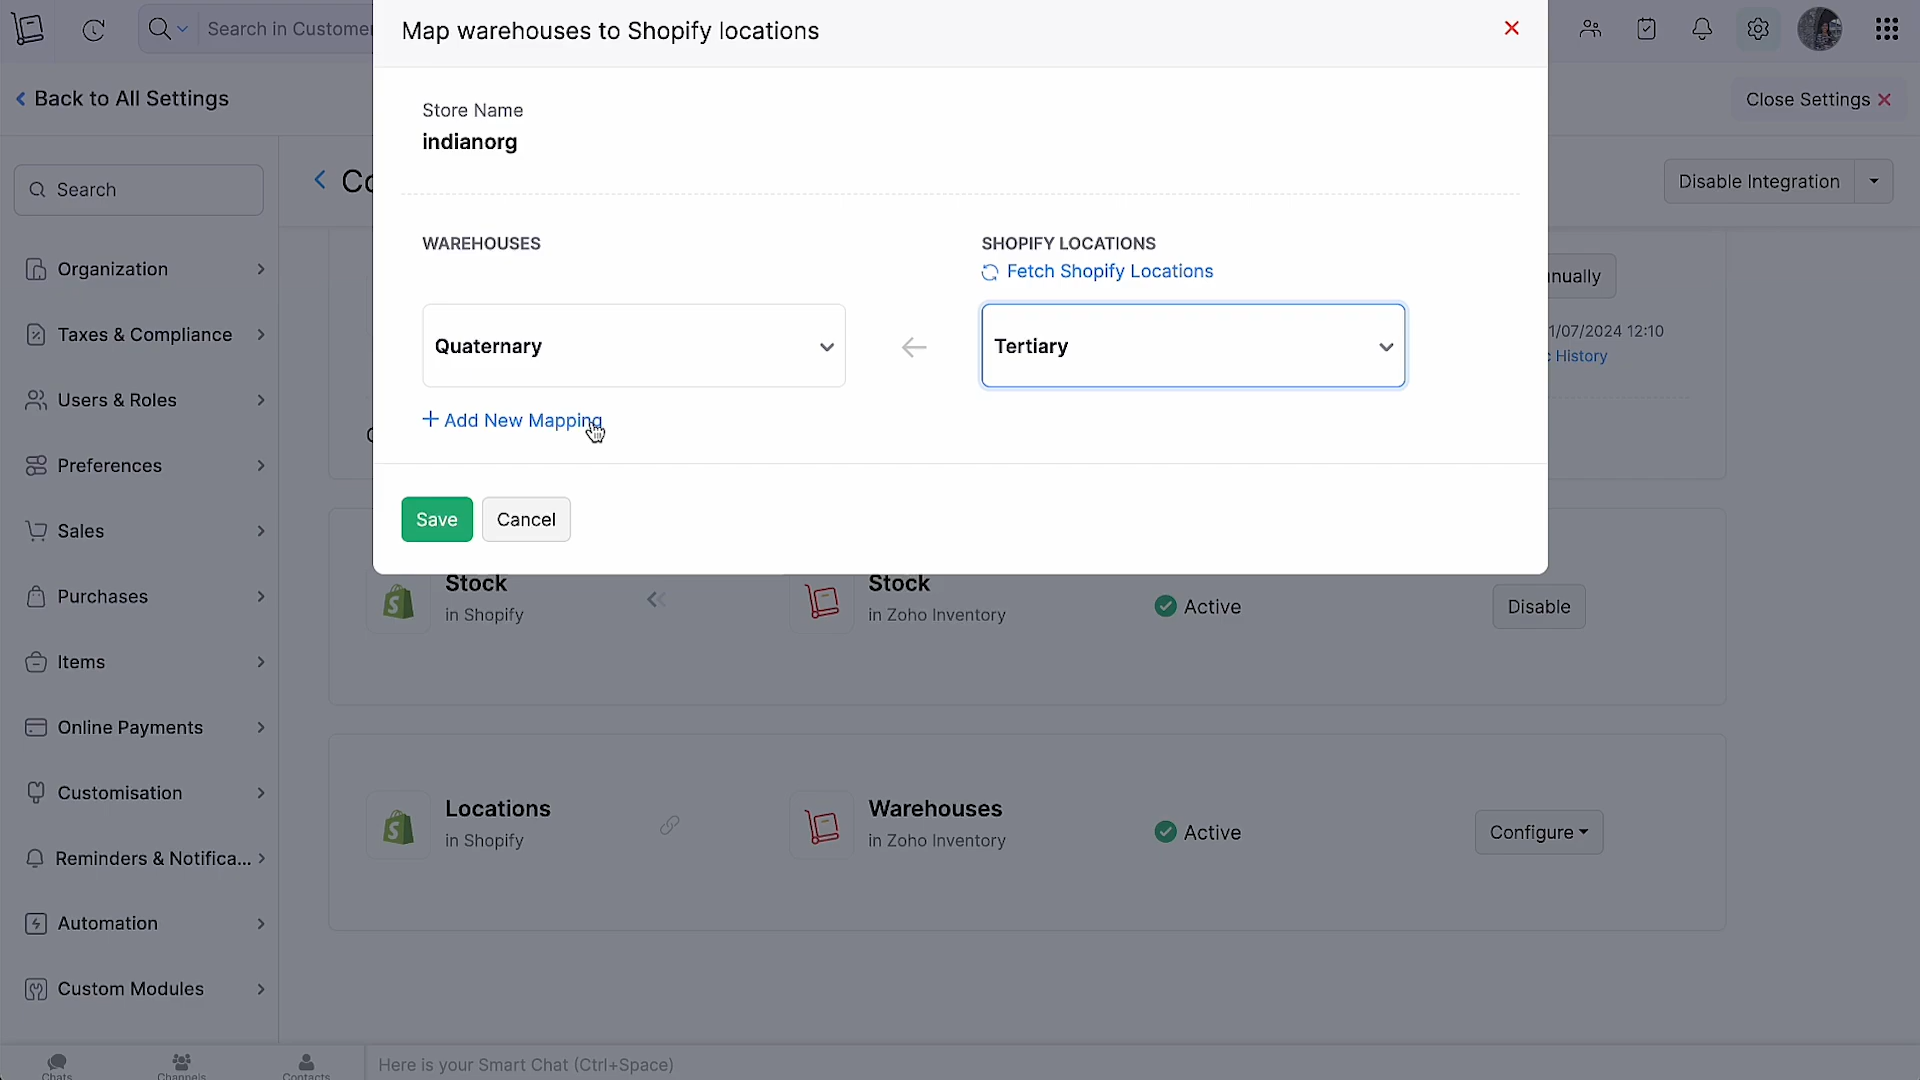 Search in Customer
Map warehouses to Shopify locations
Back to All Settings
Close Settings
Store Name
indianorg
Search
Disable Integration
WAREHOUSES
SHOPIFY LOCATIONS
Fetch Shopify Locations
Organization
Quaternary
Tertiary
1/07/2024 12:10
History
Taxes & Compliance
Users & Roles
Add New Mapping
Preferences
Save
Cancel
Sales
Stock
in Shopify
Stock
in Zoho Inventory
Active
Disable
Purchases
Items
Online Payments
Customisation
Locations
in Shopify
Warehouses
in Zoho Inventory
Active
Configure
Reminders & Notifica...
Automation
Custom Modules
Chats
Channels
Contacts
Here is your Smart Chat (Ctrl+Space)